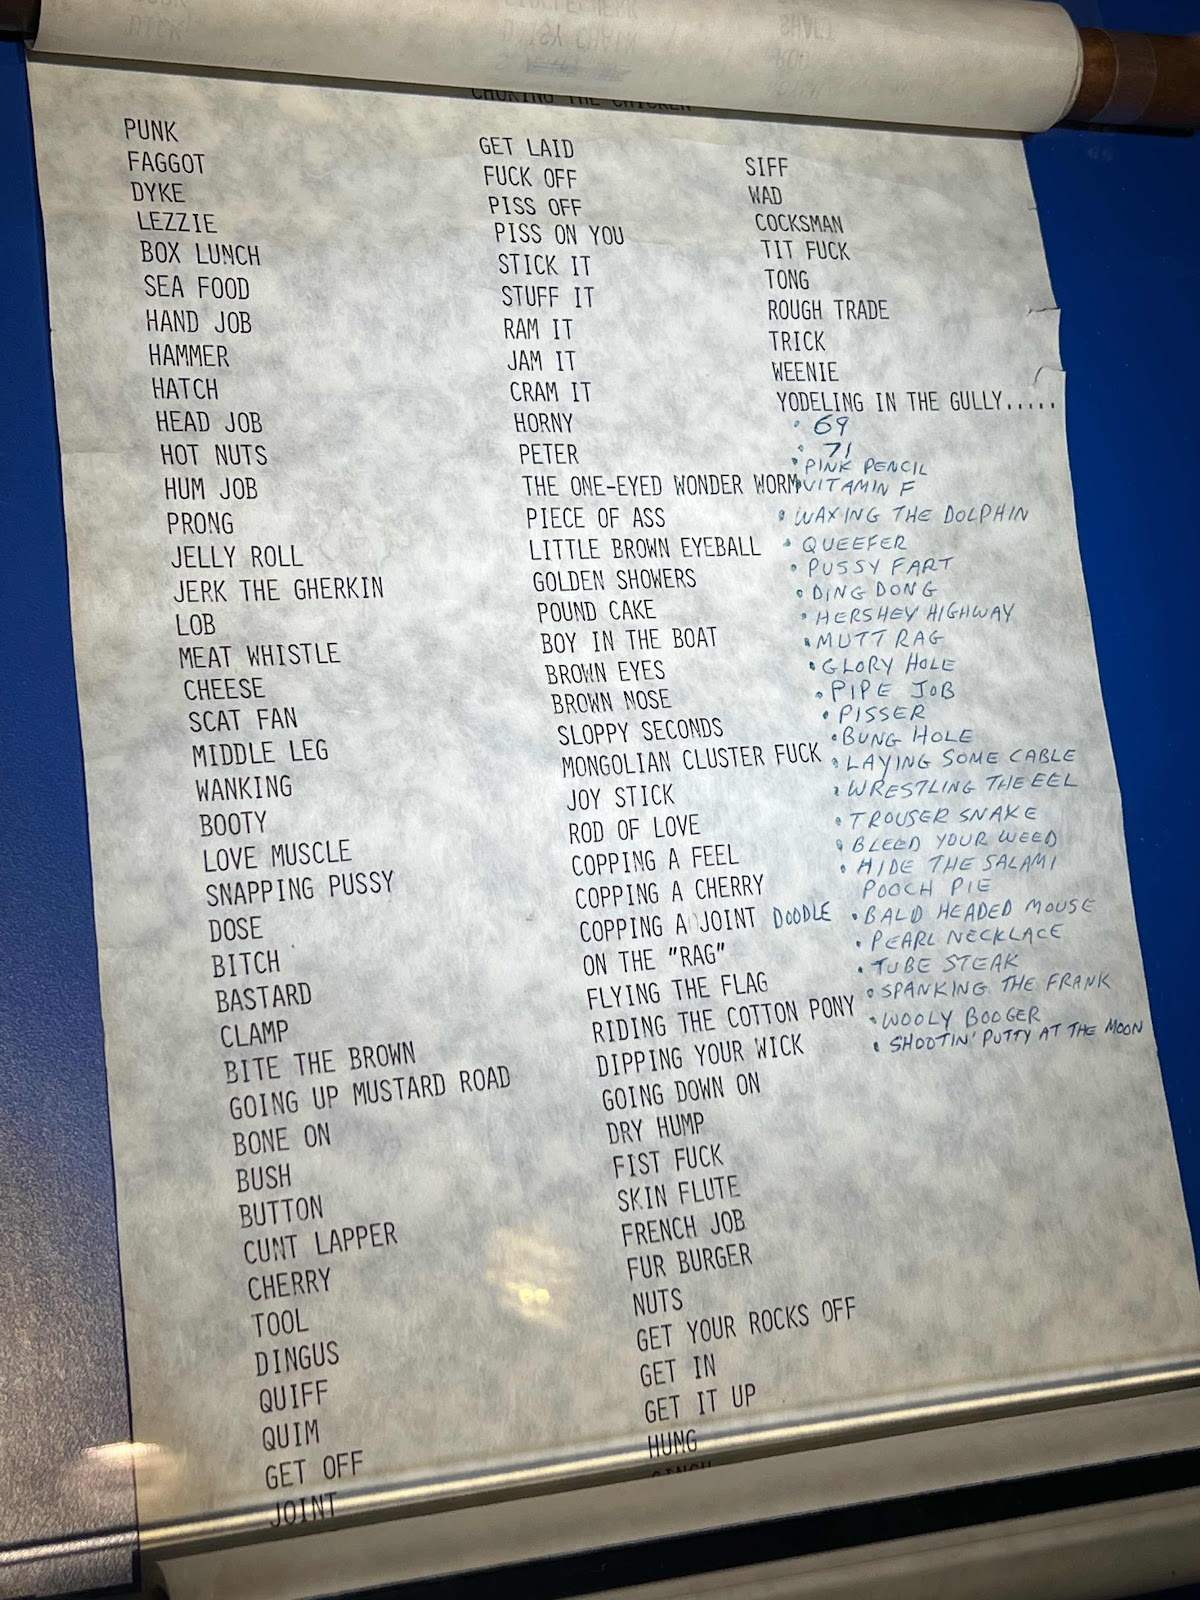 CHOKING THE CHICKEN
PUNK
FAGGOT
DYKE
LEZZIE
BOX LUNCH
SEA FOOD
HAND JOB
HAMMER
HATCH
HEAD JOB
HOT NUTS
HUM JOB
PRONG
JELLY ROLL
JERK THE GHERKIN
LOB
MEAT WHISTLE
CHEESE
SCAT FAN
MIDDLE LEG
WANKING
BOOTY
LOVE MUSCLE
SNAPPING PUSSY
DOSE
BITCH
BASTARD
CLAMP
BITE THE BROWN
GOING UP MUSTARD ROAD
BONE ON
BUSH
BUTTON
CUNT LAPPER
CHERRY
TOOL
DINGUS
QUIFF
QUIM
GET OFF
JOINT
GET LAID
FUCK OFF
PISS OFF
PISS ON YOU
STICK IT
STUFF IT
RAM IT
JAM IT
CRAM IT
HORNY
PETER
THE ONE-EYED WONDER WORM
PIECE OF ASS
LITTLE BROWN EYEBALL
GOLDEN SHOWERS
POUND CAKE
BOY IN THE BOAT
BROWN EYES
BROWN NOSE
SLOPPY SECONDS
MONGOLIAN CLUSTER FUCK
JOY STICK
ROD OF LOVE
COPPING A FEEL
COPPING A CHERRY
COPPING A JOINT DOODLE
ON THE "RAG"
FLYING THE FLAG
RIDING THE COTTON PONY
DIPPING YOUR WICK
GOING DOWN ON
DRY HUMP
FIST FUCK
SKIN FLUTE
FRENCH JOB
FUR BURGER
NUTS
GET YOUR ROCKS OFF
GET IN
GET IT UP
HUNG
SIFF
WAD
COCKSMAN
TIT FUCK
TONG
ROUGH TRADE
TRICK
WEENIE
YODELING IN THE GULLY.....
• 69
• 71
• PINK PENCIL
• VITAMIN F
• WAXING THE DOLPHIN
• QUEEFER
• PUSSY FART
• DING DONG
• HERSHEY HIGHWAY
• MUTT RAG
• GLORY HOLE
• PIPE JOB
• PISSER
• BUNG HOLE
• LAYING SOME CABLE
• WRESTLING THE EEL
• TROUSER SNAKE
• BLEED YOUR WEED
• HIDE THE SALAMI
POOCH PIE
• BALD HEADED MOUSE
• PEARL NECKLACE
• TUBE STEAK
• SPANKING THE FRANK
• WOOLY BOOGER
• SHOOTIN' PUTTY AT THE MOON